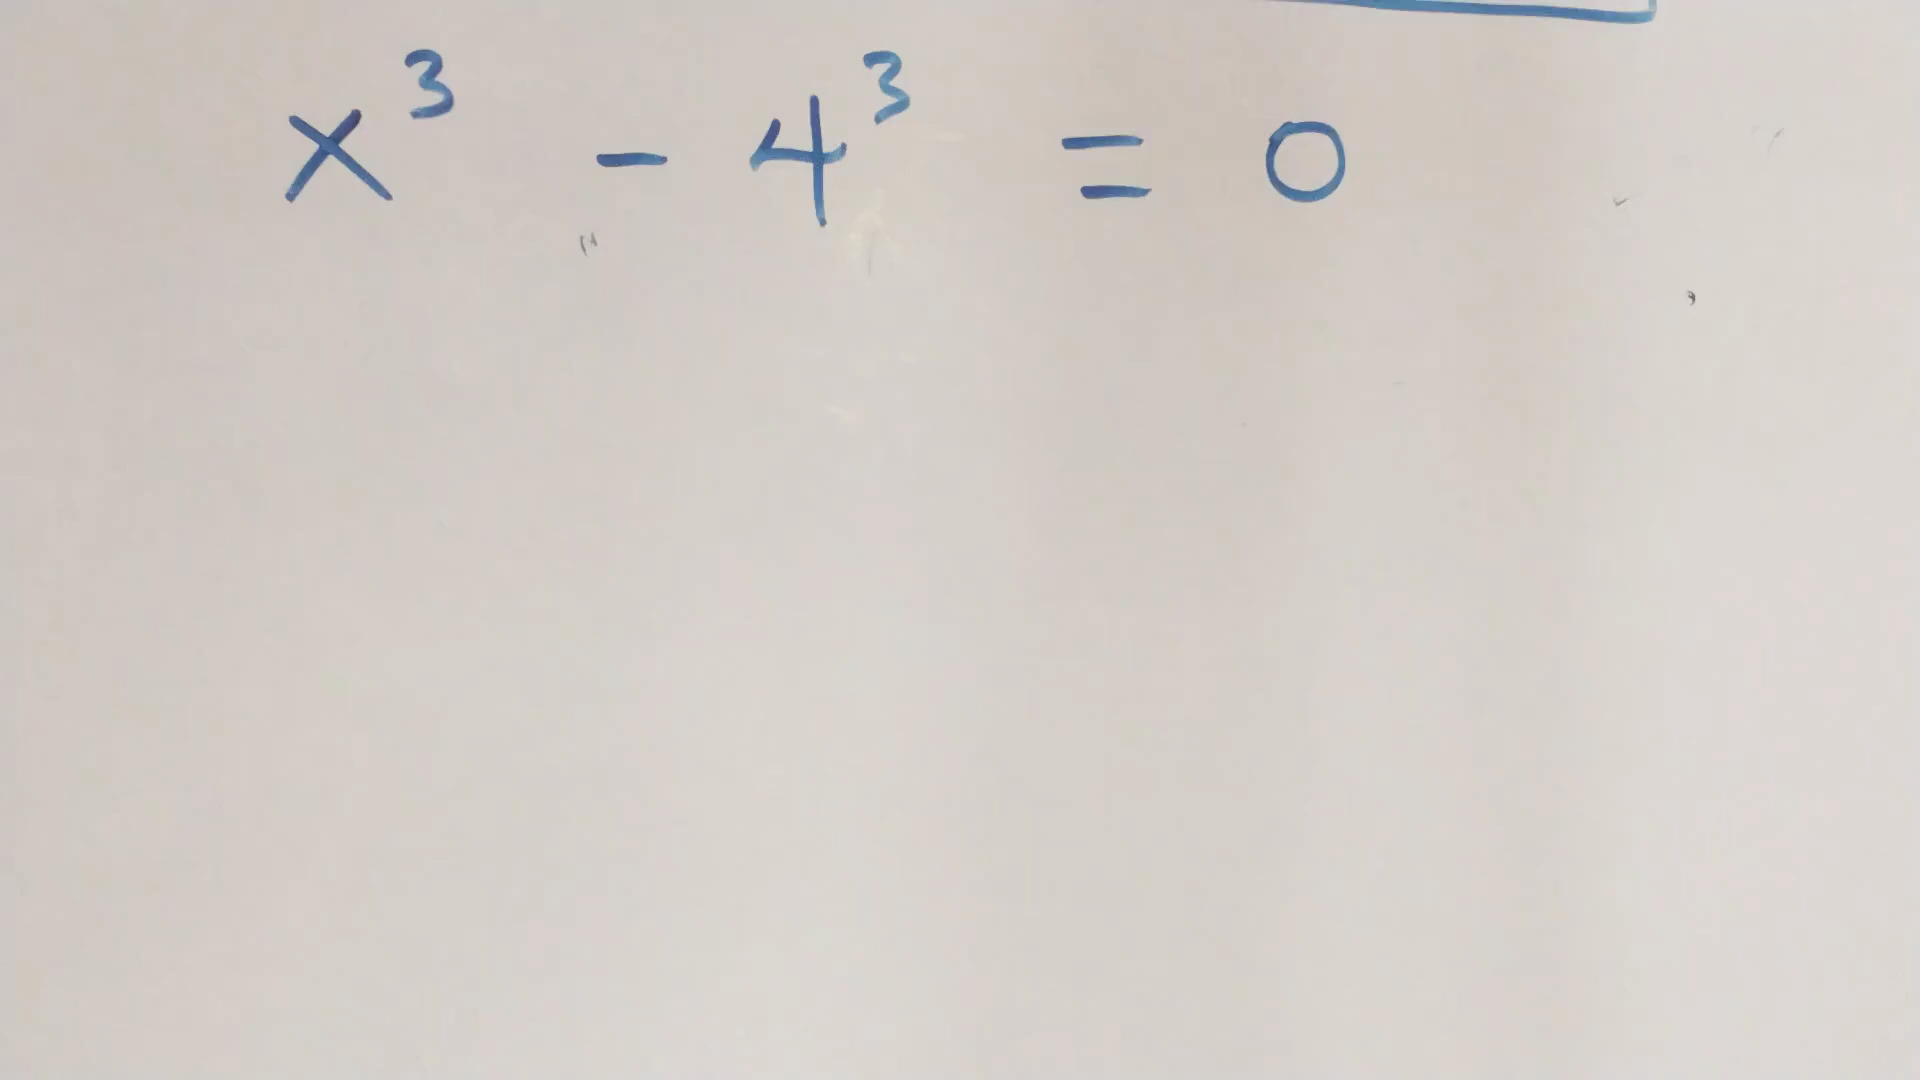 x³ - 4³ = 0